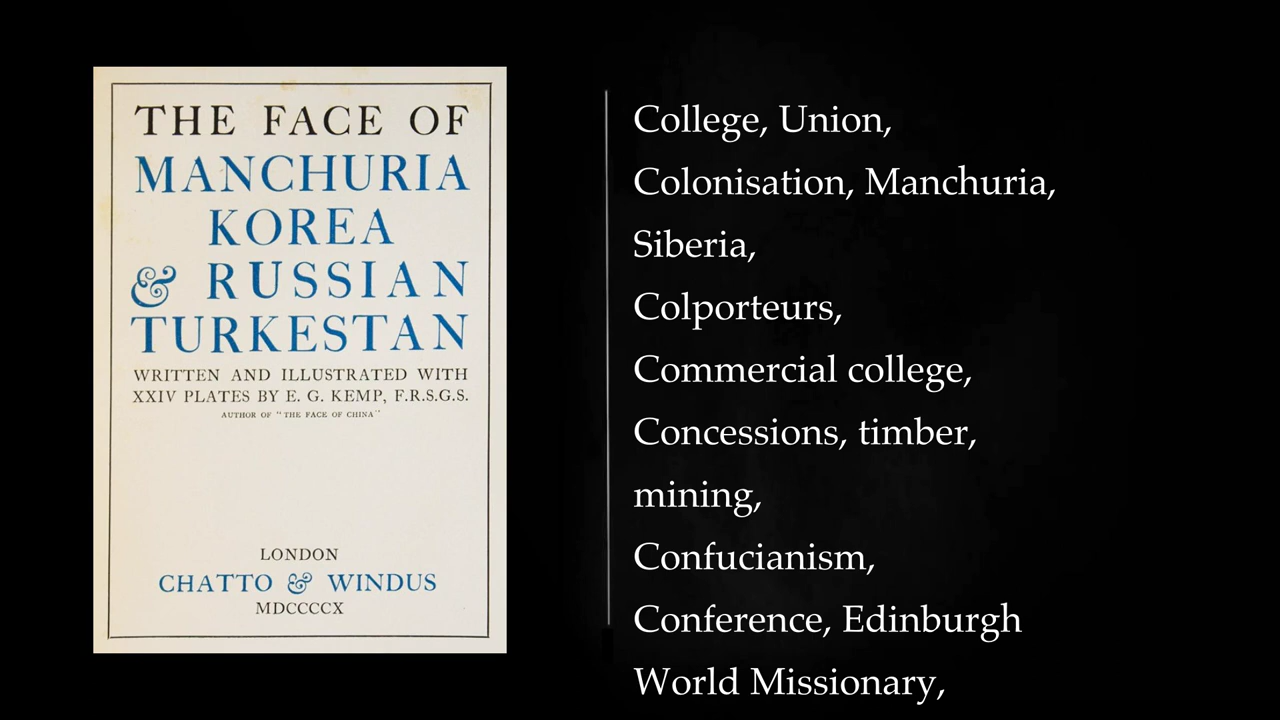 THE FACE OF
MANCHURIA
KOREA
& RUSSIAN
TURKESTAN
WRITTEN AND ILLUSTRATED WITH
XXIV PLATES BY E. G. KEMP, F.R.S.G.S.
AUTHOR OF "THE FACE OF CHINA"
LONDON
CHATTO & WINDUS
MDCCCCX
College, Union,
Colonisation, Manchuria,
Siberia,
Colporteurs,
Commercial college,
Concessions, timber,
mining,
Confucianism,
Conference, Edinburgh
World Missionary,